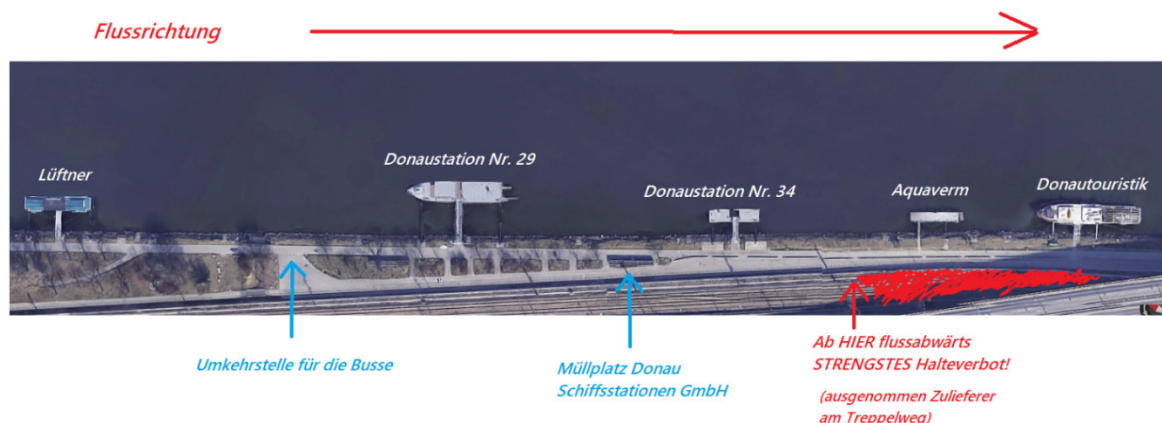 Flussrichtung
Lüftner
Donaustation Nr. 29
Donaustation Nr. 34
Aquaverm
Donautouristik
Umkehrstelle für die Busse
Müllplatz Donau
Schiffsstationen GmbH
Ab HIER flussabwärts
STRENGSTES Halteverbot!
(ausgenommen Zulieferer
am Treppelweg)